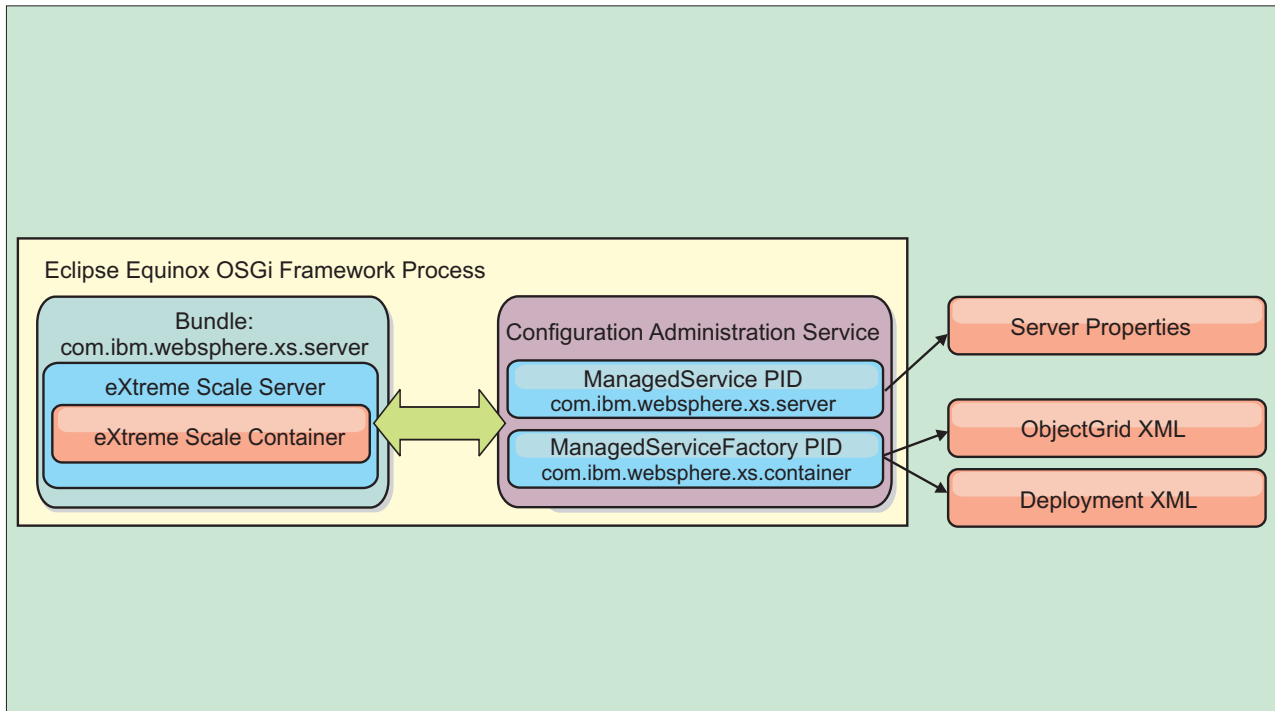 Eclipse Equinox OSGi Framework Process
Bundle:
com.ibm.websphere.xs.server
eXtreme Scale Server
eXtreme Scale Container
Configuration Administration Service
ManagedService PID
com.ibm.websphere.xs.server
ManagedServiceFactory PID
com.ibm.websphere.xs.container
Server Properties
ObjectGrid XML
Deployment XML